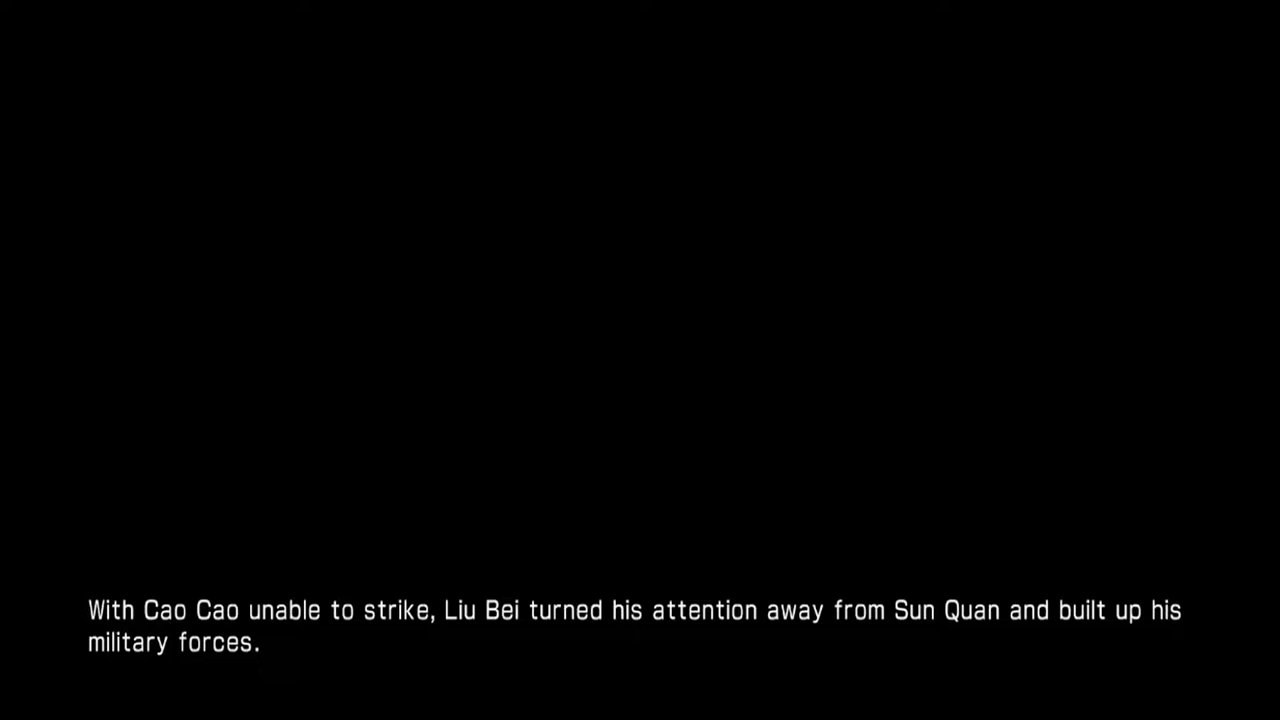 With Cao Cao unable to strike, Liu Bei turned his attention away from Sun Quan and built up his
military forces.